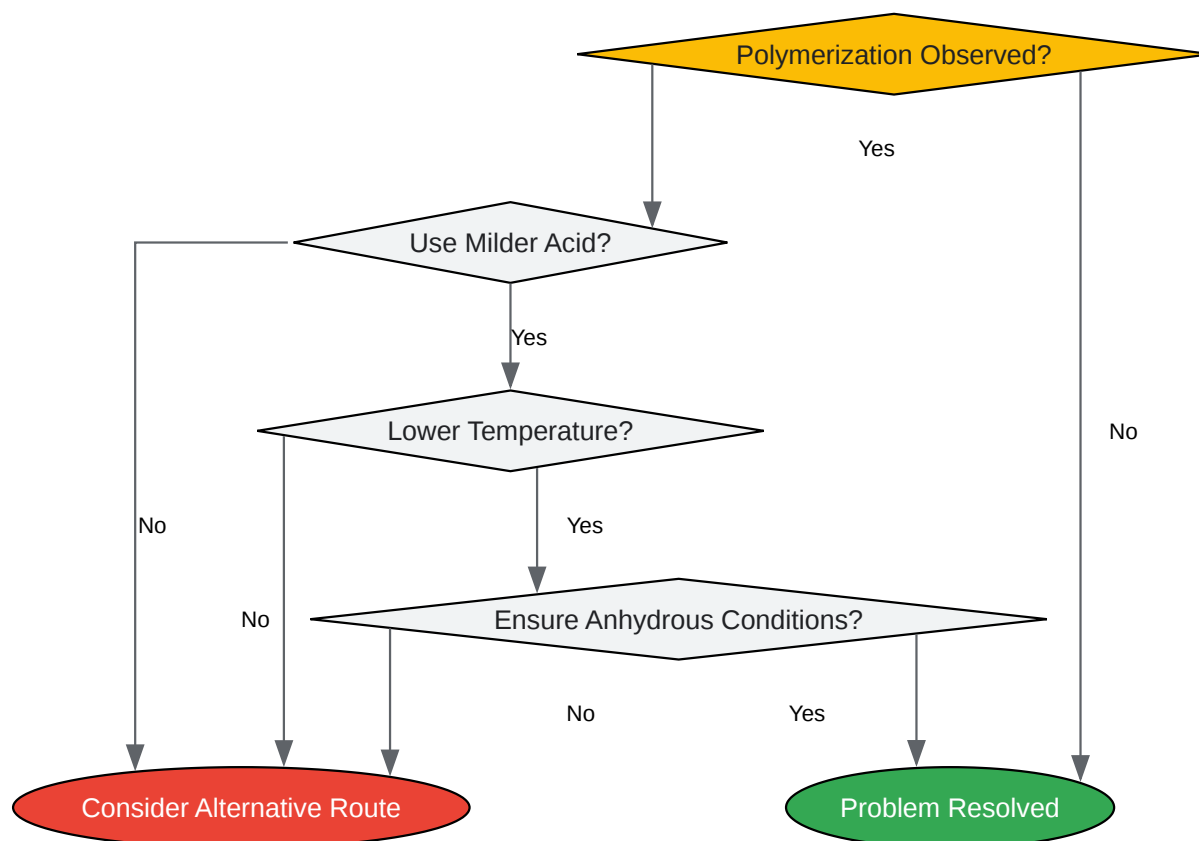 Polymerization Observed?
Yes
Use Milder Acid?
Yes
Lower Temperature?
No
No
Yes
No
Ensure Anhydrous Conditions?
No
Yes
Consider Alternative Route
Problem Resolved